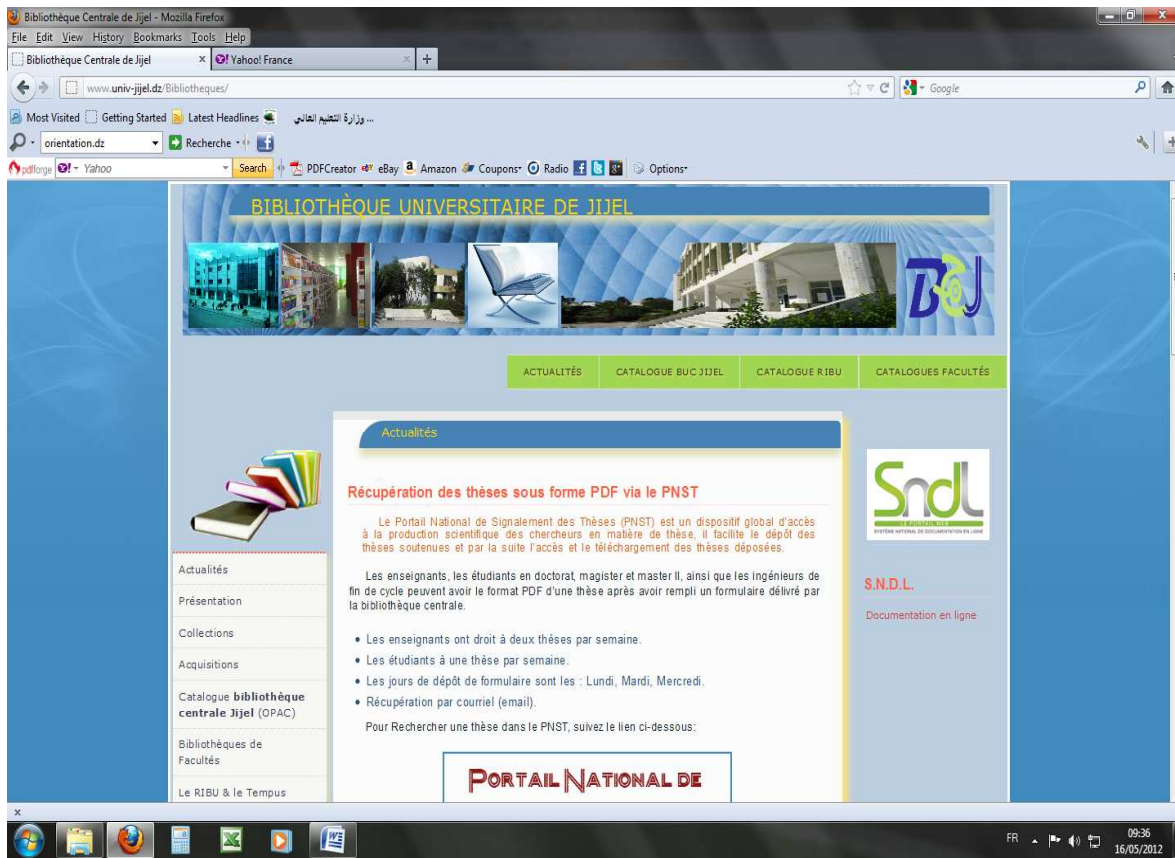 Bibliothèque Centrale de Jijel - Mozilla Firefox
File Edit View History Bookmarks Tools Help
Bibliothèque Centrale de Jijel x Yahoo! France x +
www.univ-jijel.dz/Bibliotheques/ Google
Most Visited Getting Started Latest Headlines وزارة التعليم العالي ...
orientation.dz Recherche
pdfforge Yahoo Search PDFCreator eBay Amazon Coupons Radio Options
BIBLIOTHÈQUE UNIVERSITAIRE DE JIJEL
BCJ
ACTUALITÉS CATALOGUE BUC JIJEL CATALOGUE RIBU CATALOGUES FACULTÉS
Actualités
Récupération des thèses sous forme PDF via le PNST
Le Portail National de Signalement des Thèses (PNST) est un dispositif global d'accès
à la production scientifique des chercheurs en matière de thèse, il facilite le dépôt des
thèses soutenues et par la suite l'accès et le téléchargement des thèses déposées.
Les enseignants, les étudiants en doctorat, magister et master II, ainsi que les ingénieurs de
fin de cycle peuvent avoir le format PDF d'une thèse après avoir rempli un formulaire délivré par
la bibliothèque centrale.
• Les enseignants ont droit à deux thèses par semaine.
• Les étudiants à une thèse par semaine.
• Les jours de dépôt de formulaire sont les : Lundi, Mardi, Mercredi.
• Récupération par courriel (email).
Pour Rechercher une thèse dans le PNST, suivez le lien ci-dessous:
PORTAIL NATIONAL DE
Actualités
Présentation
Collections
Acquisitions
Catalogue bibliothèque
centrale Jijel (OPAC)
Bibliothèques de
Facultés
Le RIBU & le Tempus
Sndl
LE PORTAIL WEB
SYSTÈME NATIONAL DE DOCUMENTATION EN LIGNE
S.N.D.L.
Documentation en ligne
x
FR 09:36
16/05/2012